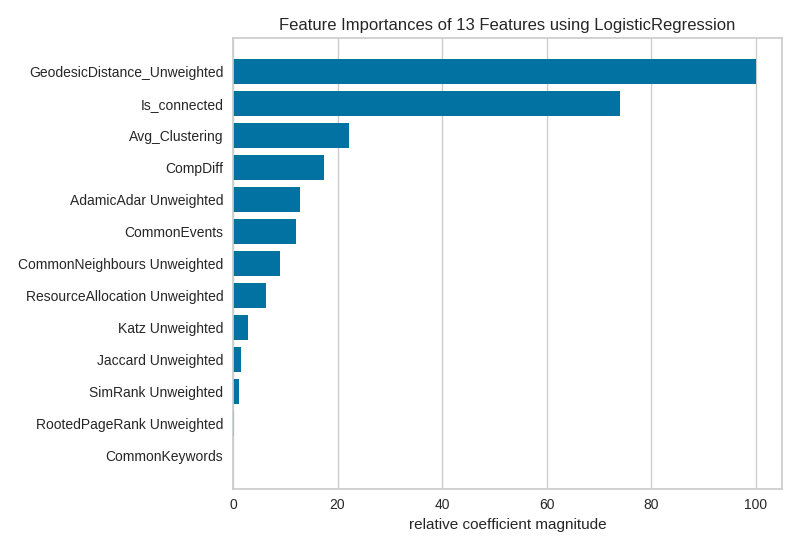 Feature Importances of 13 Features using LogisticRegression
GeodesicDistance_Unweighted
Is_connected
Avg_Clustering
CompDiff
AdamicAdar Unweighted
CommonEvents
CommonNeighbours Unweighted
ResourceAllocation Unweighted
Katz Unweighted
Jaccard Unweighted
SimRank Unweighted
RootedPageRank Unweighted
CommonKeywords
0 20 40 60 80 100
relative coefficient magnitude